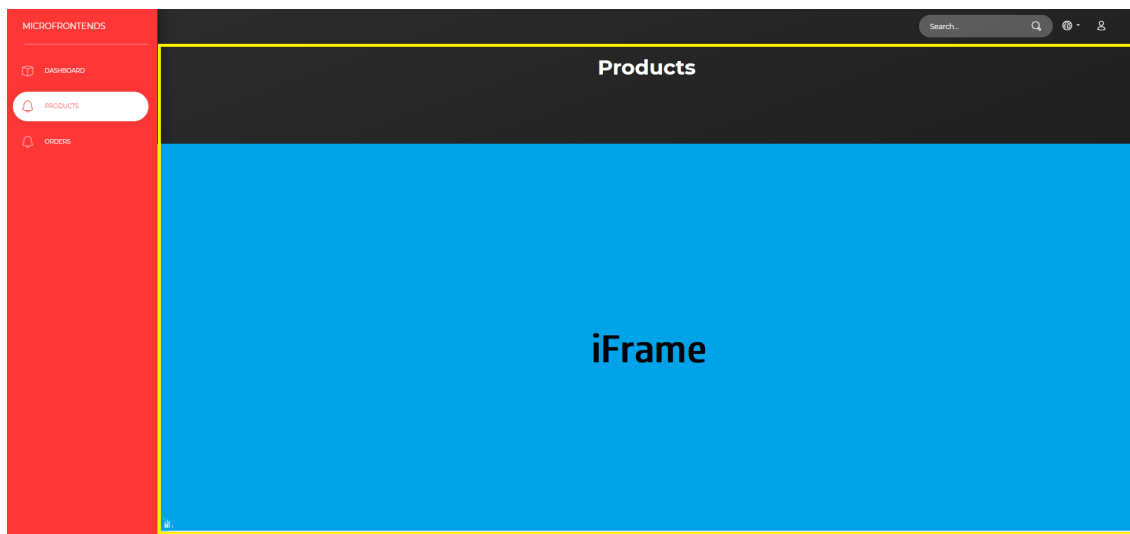 MICROFRONTENDS
Search...
Products
DASHBOARD
PRODUCTS
ORDERS
iFrame